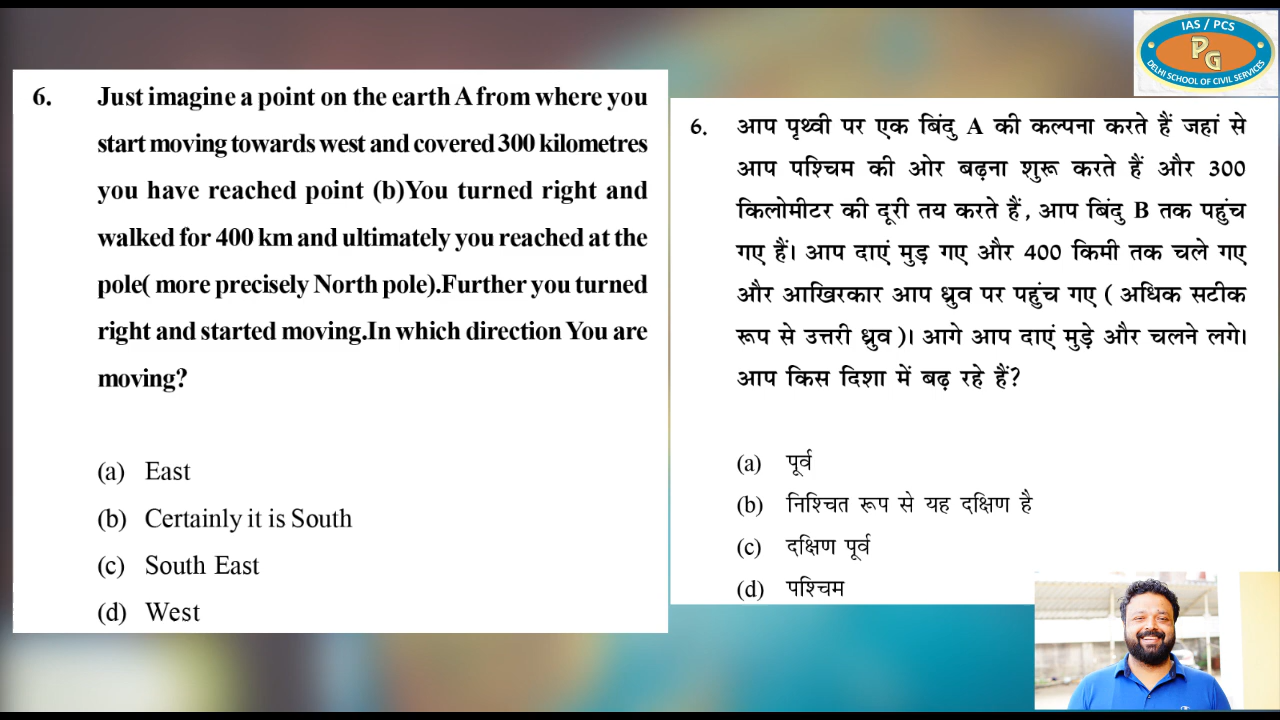 IAS / PCS
PG
DELHI SCHOOL OF CIVIL SERVICES
6. Just imagine a point on the earth A from where you
start moving towards west and covered 300 kilometres
you have reached point (b)You turned right and
walked for 400 km and ultimately you reached at the
pole( more precisely North pole).Further you turned
right and started moving.In which direction You are
moving?
(a) East
(b) Certainly it is South
(c) South East
(d) West
6. आप पृथ्वी पर एक बिंदु A की कल्पना करते हैं जहां से
आप पश्चिम की ओर बढ़ना शुरू करते हैं और 300
किलोमीटर की दूरी तय करते हैं, आप बिंदु B तक पहुंच
गए हैं। आप दाएं मुड़ गए और 400 किमी तक चले गए
और आखिरकार आप ध्रुव पर पहुंच गए ( अधिक सटीक
रूप से उत्तरी ध्रुव )। आगे आप दाएं मुड़े और चलने लगे।
आप किस दिशा में बढ़ रहे हैं?
(a) पूर्व
(b) निश्चित रूप से यह दक्षिण है
(c) दक्षिण पूर्व
(d) पश्चिम